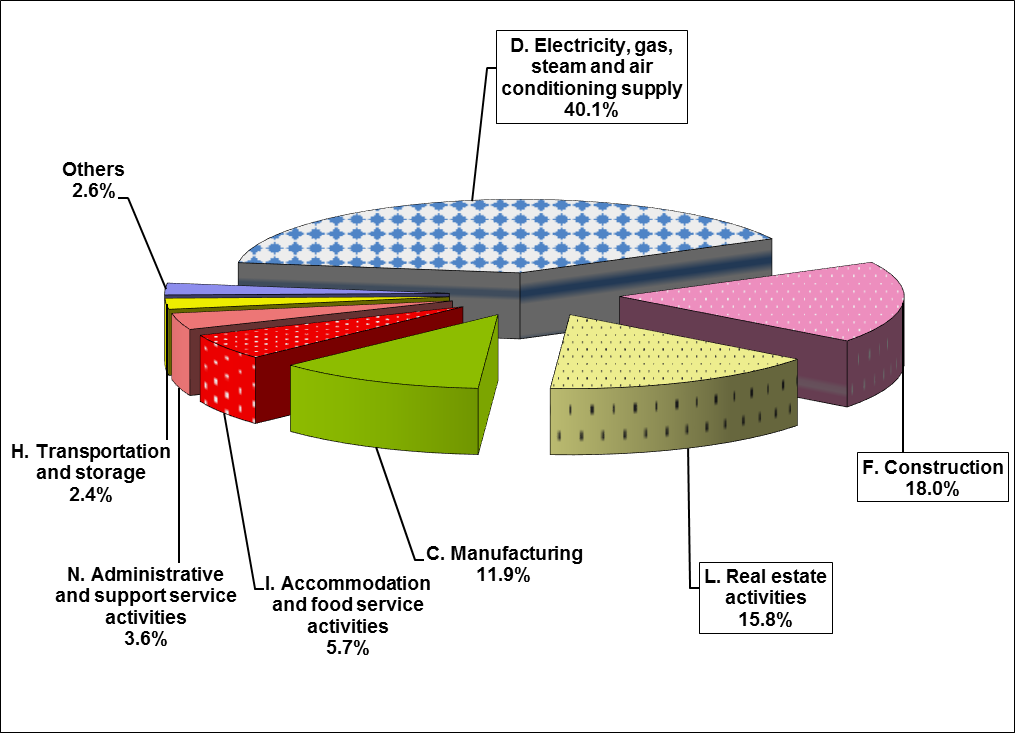 D. Electricity, gas,
steam and air
conditioning supply
40.1%
Others
2.6%
F. Construction
18.0%
H. Transportation
and storage
2.4%
C. Manufacturing
11.9%
N. Administrative
and support service
activities
3.6%
I. Accommodation
and food service
activities
5.7%
L. Real estate
activities
15.8%